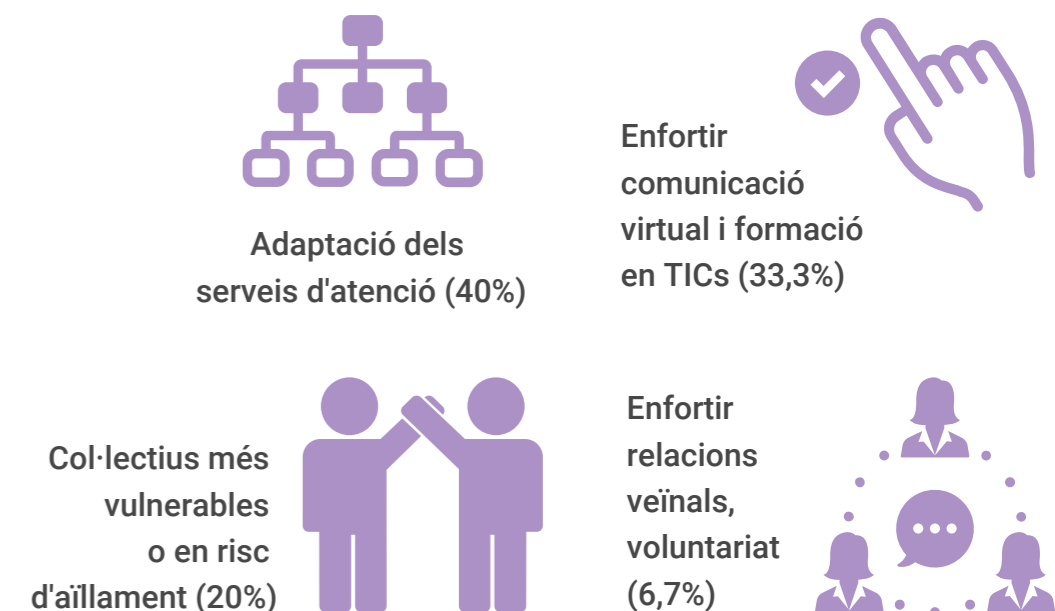 Adaptació dels
serveis d'atenció (40%)
Enfortir
comunicació
virtual i formació
en TICs (33,3%)
Col·lectius més
vulnerables
o en risc
d'aïllament (20%)
Enfortir
relacions
veïnals,
voluntariat
(6,7%)